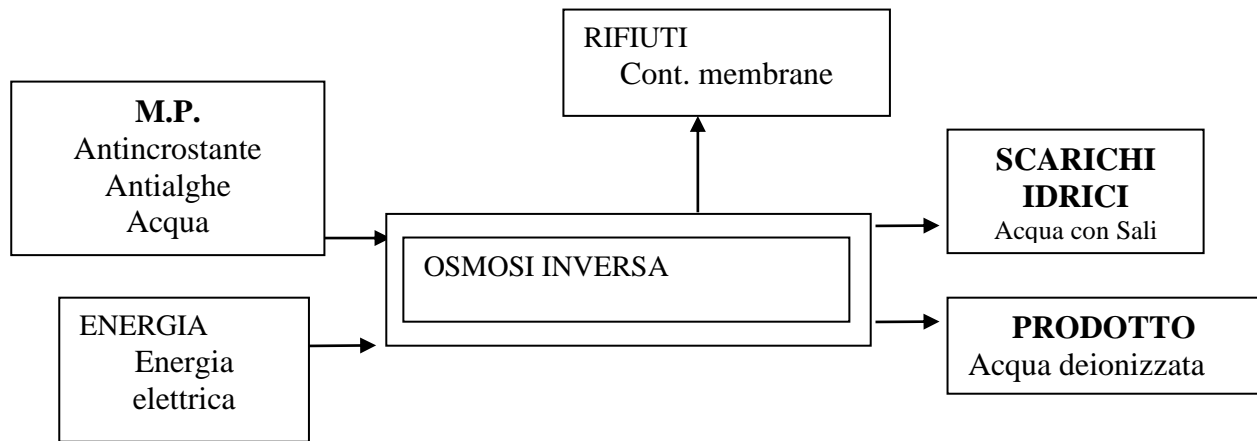 RIFIUTI
Cont. membrane
M.P.
Antincrostante
Antialghe
Acqua
SCARICHI
IDRICI
Acqua con Sali
OSMOSI INVERSA
ENERGIA
Energia
elettrica
PRODOTTO
Acqua deionizzata